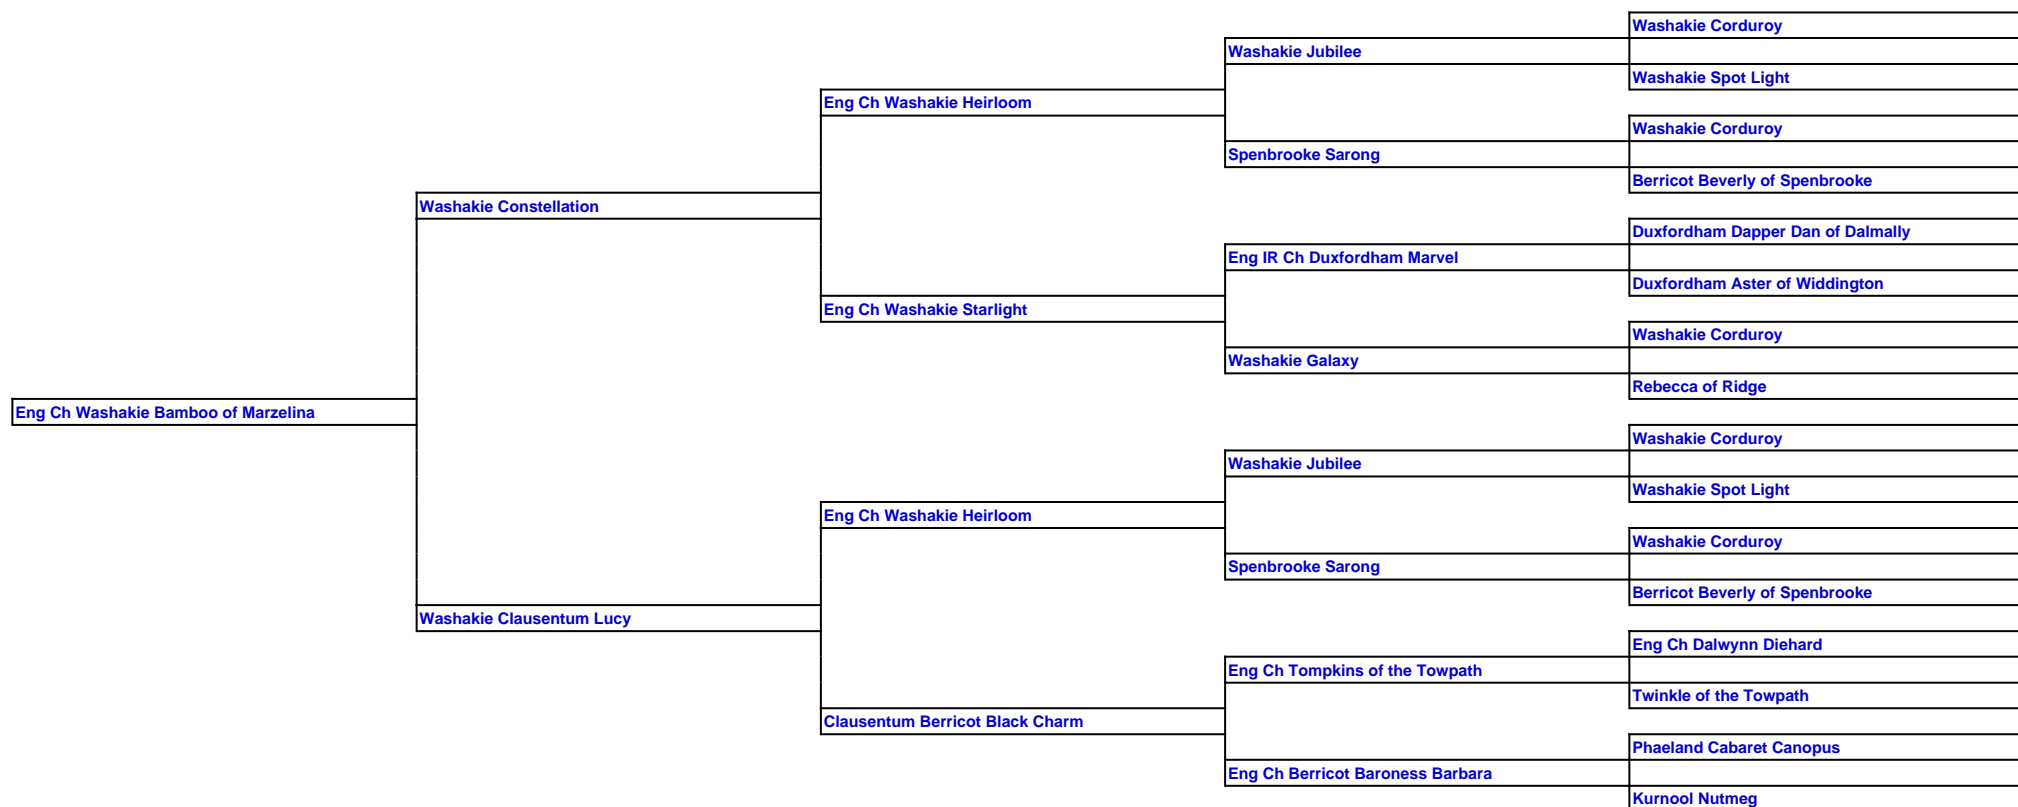 Washakie Corduroy
Washakie Jubilee
Washakie Spot Light
Eng Ch Washakie Heirloom
Washakie Corduroy
Spenbrooke Sarong
Berricot Beverly of Spenbrooke
Washakie Constellation
Duxfordham Dapper Dan of Dalmally
Eng IR Ch Duxfordham Marvel
Duxfordham Aster of Widdington
Eng Ch Washakie Starlight
Washakie Corduroy
Washakie Galaxy
Rebecca of Ridge
Eng Ch Washakie Bamboo of Marzelina
Washakie Corduroy
Washakie Jubilee
Washakie Spot Light
Eng Ch Washakie Heirloom
Washakie Corduroy
Spenbrooke Sarong
Berricot Beverly of Spenbrooke
Washakie Clausentum Lucy
Eng Ch Dalwynn Diehard
Eng Ch Tompkins of the Towpath
Twinkle of the Towpath
Clausentum Berricot Black Charm
Phaeland Cabaret Canopus
Eng Ch Berricot Baroness Barbara
Kurnool Nutmeg